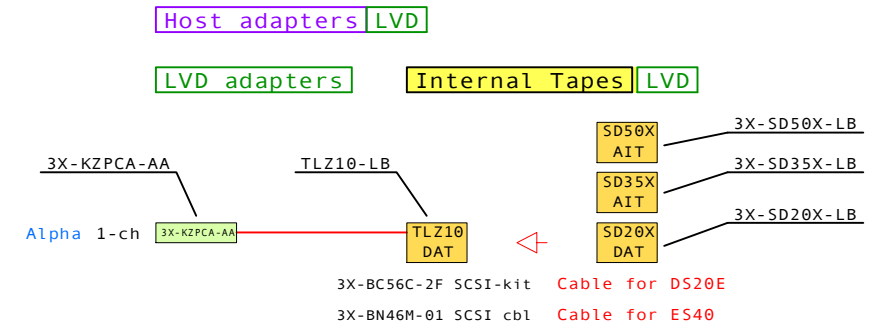 Host adapters LVD
LVD adapters Internal Tapes LVD
SD50X AIT 3X-SD50X-LB
3X-KZPCA-AA TLZ10-LB SD35X AIT 3X-SD35X-LB
3X-SD20X-LB
Alpha 1-ch 3X-KZPCA-AA TLZ10 DAT SD20X DAT
3X-BC56C-2F SCSI-kit Cable for DS20E
3X-BN46M-01 SCSI cbl Cable for ES40